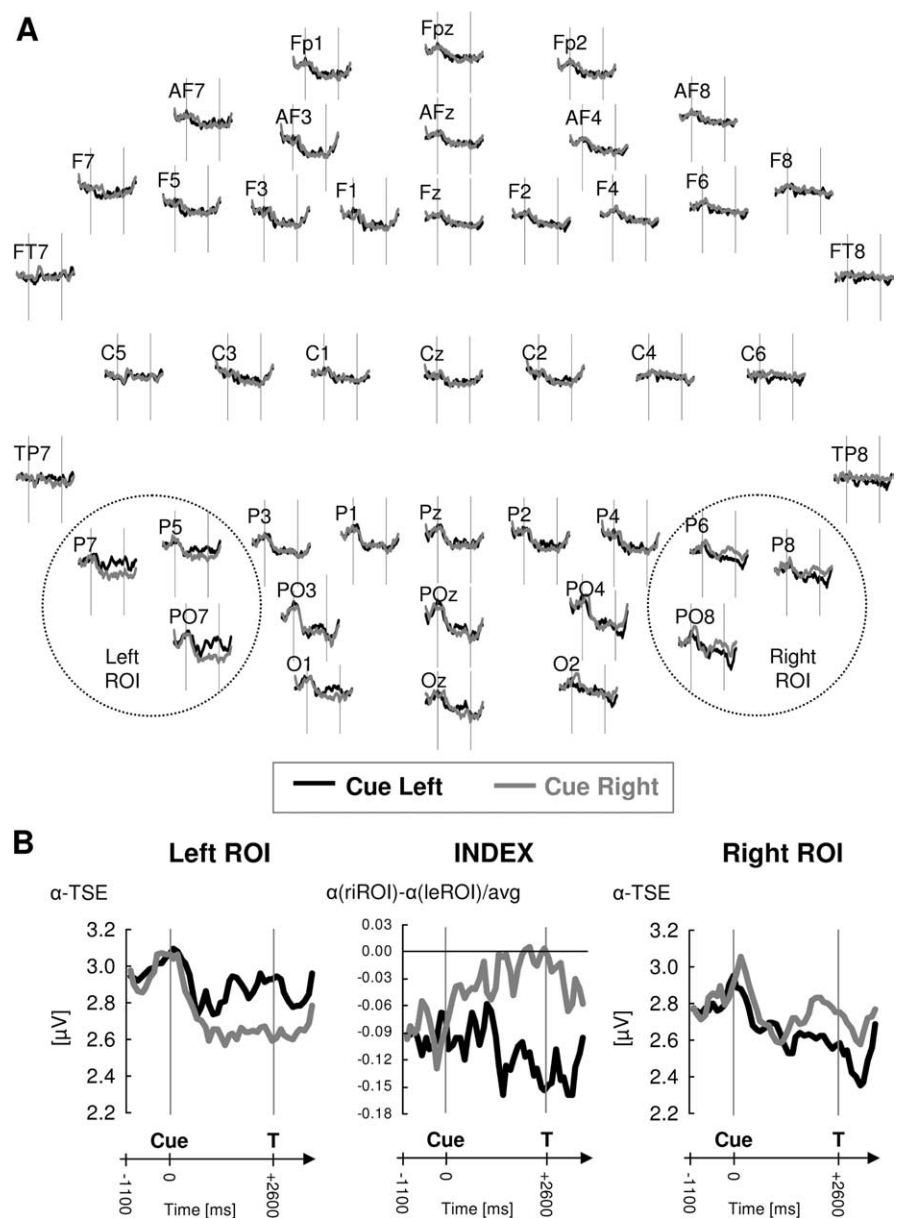 A
Fp1 Fpz Fp2
AF7 AF3 AFz AF4 AF8
F7 F5 F3 F1 Fz F2 F4 F6 F8
FT7 FT8
C5 C3 C1 Cz C2 C4 C6
TP7 TP8
P7 P5 P3 P1 Pz P2 P4 P6 P8
PO7 PO3 POz PO4 PO8
Left
ROI
Right
ROI
O1 Oz O2
Cue Left Cue Right
B
Left ROI INDEX Right ROI
α-TSE α(riROI)-α(leROI)/avg α-TSE
[µV]
3.2
3.0
2.8
2.6
2.4
2.2
Cue T
-1100 0 +2600
Time [ms]
0.03
0.00
-0.03
-0.06
-0.09
-0.12
-0.15
-0.18
Cue T
-1100 0 +2600
Time [ms]
[µV]
3.2
3.0
2.8
2.6
2.4
2.2
Cue T
-1100 0 +2600
Time [ms]